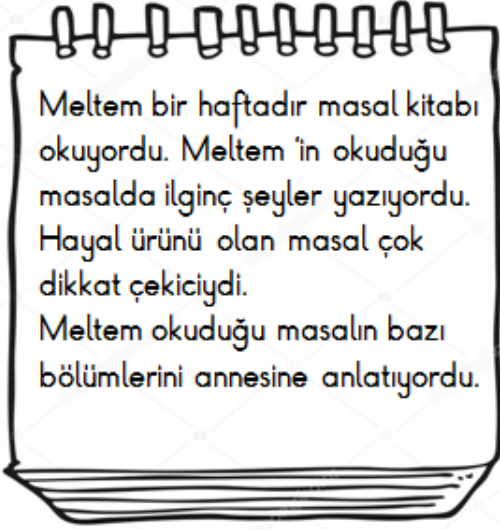 Meltem bir haftadır masal kitabı
okuyordu. Meltem 'in okuduğu
masalda ilginç şeyler yazıyordu.
Hayal ürünü olan masal çok
dikkat çekiciydi.
Meltem okuduğu masalın bazı
bölümlerini annesine anlatıyordu.